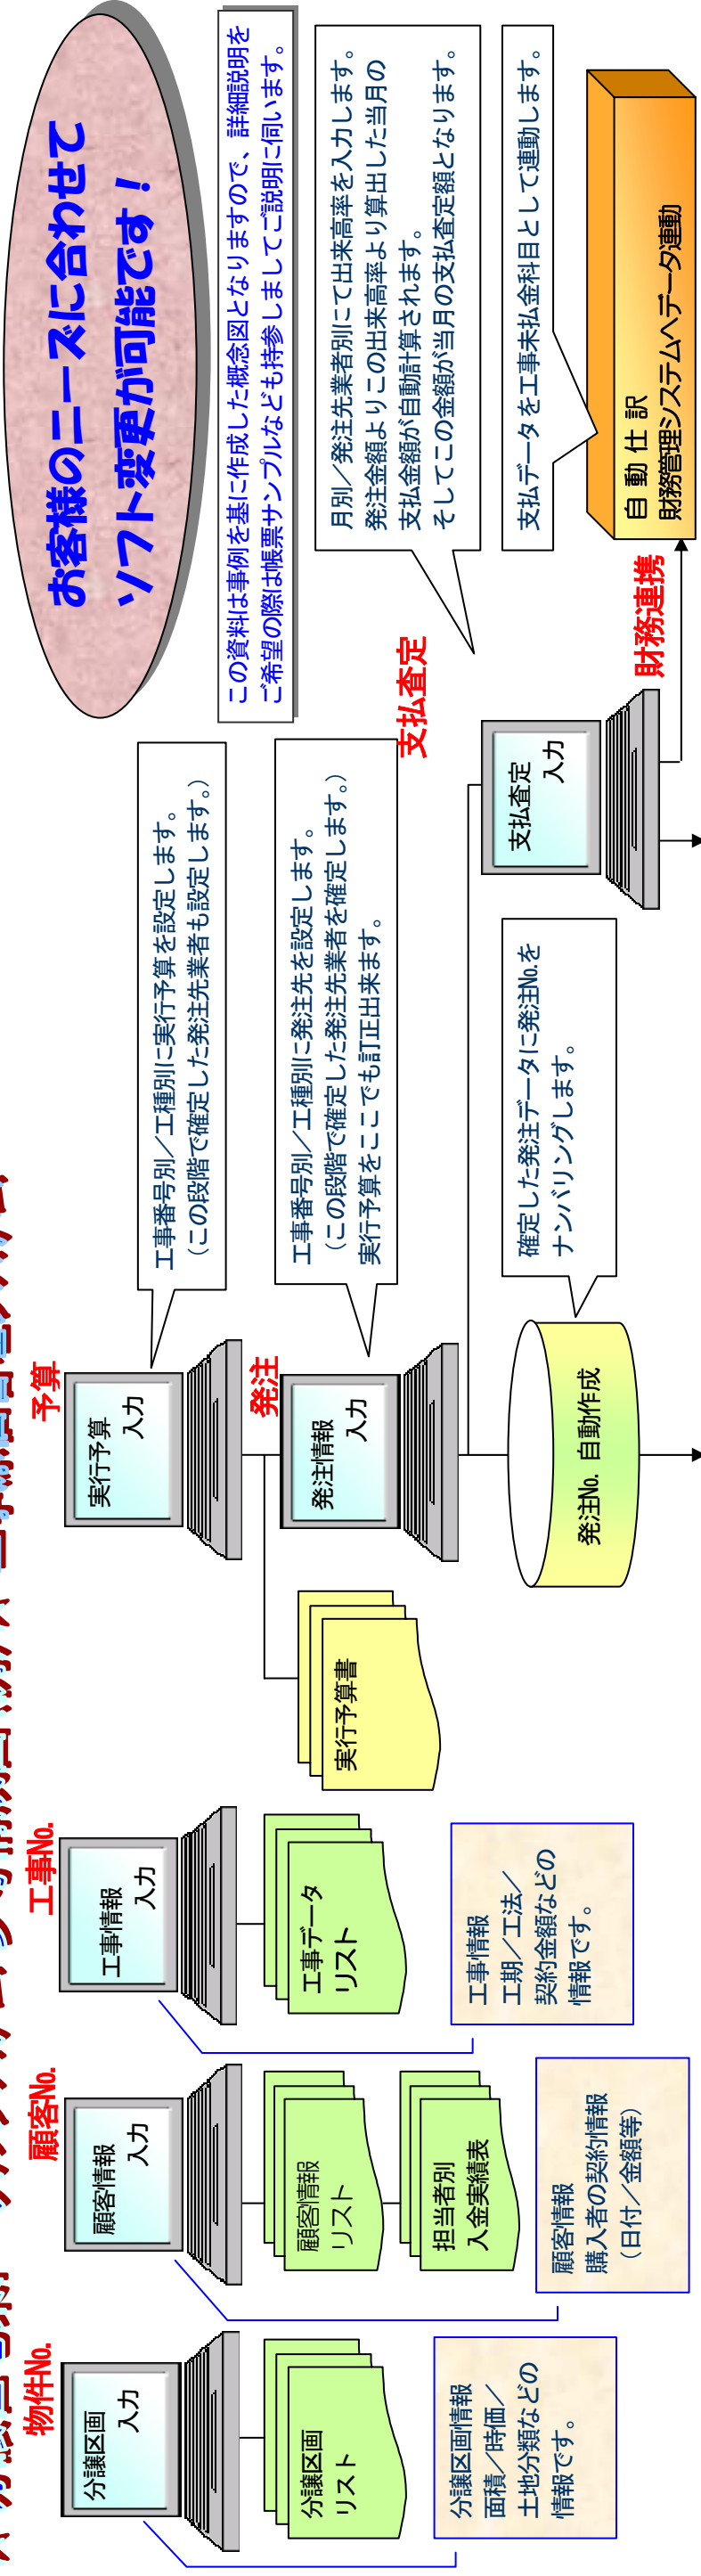 お客様のニーズに合わせて
ソフト変更が可能です！
この資料は事例を基に作成した概念図となりますので、詳細説明を
ご希望の際は帳票サンプルなども持参しましてご説明に伺います。
物件No.
分譲区画
入力
分譲区画
リスト
分譲区画情報
面積／時価／
土地分類などの
情報です。
顧客No.
顧客情報
入力
顧客情報
リスト
担当者別
入金実績表
顧客情報
購入者の契約情報
（日付／金額等）
工事No.
工事情報
入力
工事データ
リスト
工事情報
工期／工法／
契約金額などの
情報です。
予算
実行予算
入力
工事番号別／工種別に実行予算を設定します。
（この段階で確定した発注先業者も設定します。）
実行予算書
発注
発注情報
入力
工事番号別／工種別に発注先を設定します。
（この段階で確定した発注先業者を確定します。）
実行予算をここでも訂正出来ます。
発注No. 自動作成
確定した発注データに発注No.を
ナンバリングします。
支払査定
支払査定
入力
月別／発注先業者別にて出来高率を入力します。
発注金額よりこの出来高率より算出した当月の
支払金額が自動計算されます。
そしてこの金額が当月の支払査定額となります。
支払データを工事未払金科目として連動します。
財務連携
自 動 仕 訳
財務管理システムへデータ連動